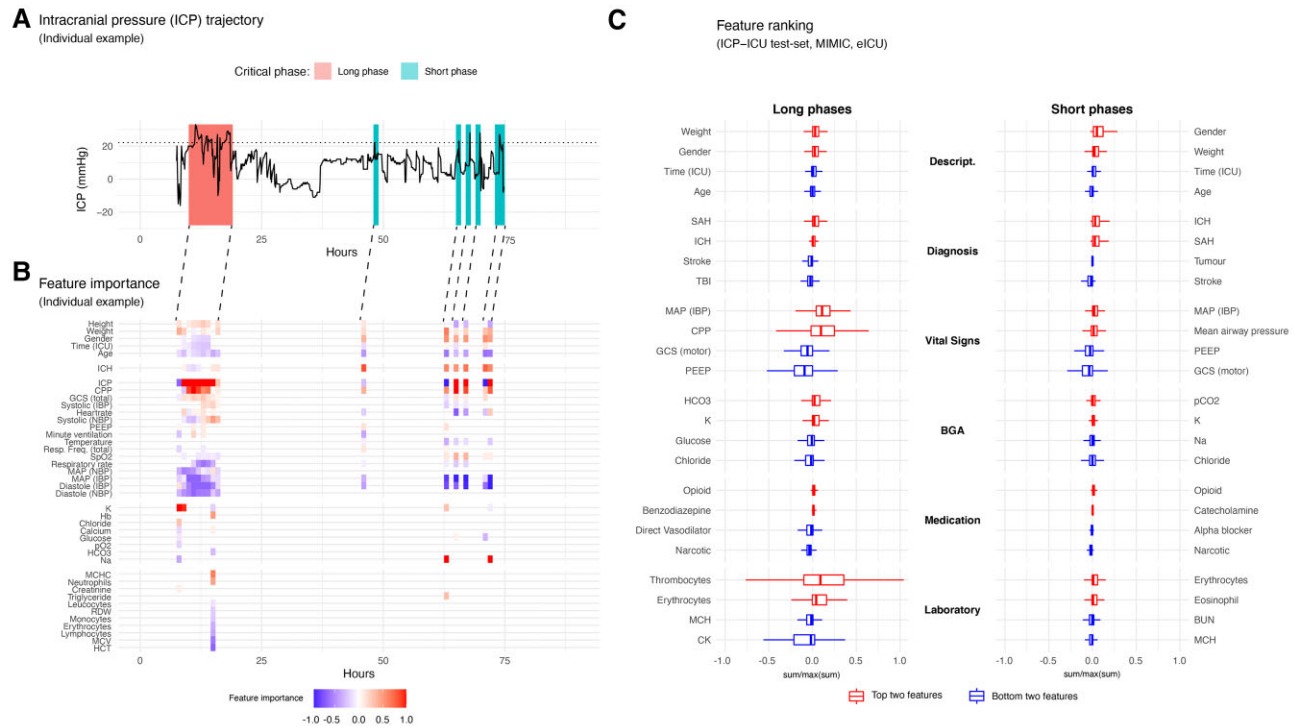 A
Intracranial pressure (ICP) trajectory
(Individual example)
Critical phase:
Long phase
Short phase
ICP (mmHg)
20
0
−20
0
25
50
75
Hours
B
Feature importance
(Individual example)
Height
Weight
Gender
Time (ICU)
Age
ICH
ICP
CPP
GCS (total)
Systolic (IBP)
Heartrate
Systolic (NBP)
PEEP
Minute ventilation
Temperature
Resp. Freq. (total)
SpO2
Respiratory rate
MAP (NBP)
MAP (IBP)
Diastole (IBP)
Diastole (NBP)
K
Hb
Chloride
Calcium
Glucose
pO2
HCO3
Na
MCHC
Neutrophils
Creatinine
Triglyceride
Leucocytes
RDW
Monocytes
Erythrocytes
Lymphocytes
MCV
HCT
0
25
50
75
Hours
Feature importance
-1.0
-0.5
0.0
0.5
1.0
C
Feature ranking
(ICP−ICU test-set, MIMIC, eICU)
Long phases
Short phases
Weight
Gender
Gender
Weight
Time (ICU)
Descript.
Time (ICU)
Age
Age
SAH
ICH
ICH
SAH
Stroke
Diagnosis
Tumour
TBI
Stroke
MAP (IBP)
MAP (IBP)
CPP
Mean airway pressure
GCS (motor)
Vital Signs
PEEP
PEEP
GCS (motor)
HCO3
pCO2
K
BGA
K
Glucose
Na
Chloride
Chloride
Opioid
Opioid
Benzodiazepine
Medication
Catecholamine
Direct Vasodilator
Alpha blocker
Narcotic
Narcotic
Thrombocytes
Erythrocytes
Erythrocytes
Laboratory
Eosinophil
MCH
BUN
CK
MCH
-1.0
-0.5
0.0
0.5
1.0
-1.0
-0.5
0.0
0.5
1.0
sum/max(sum)
sum/max(sum)
Top two features
Bottom two features